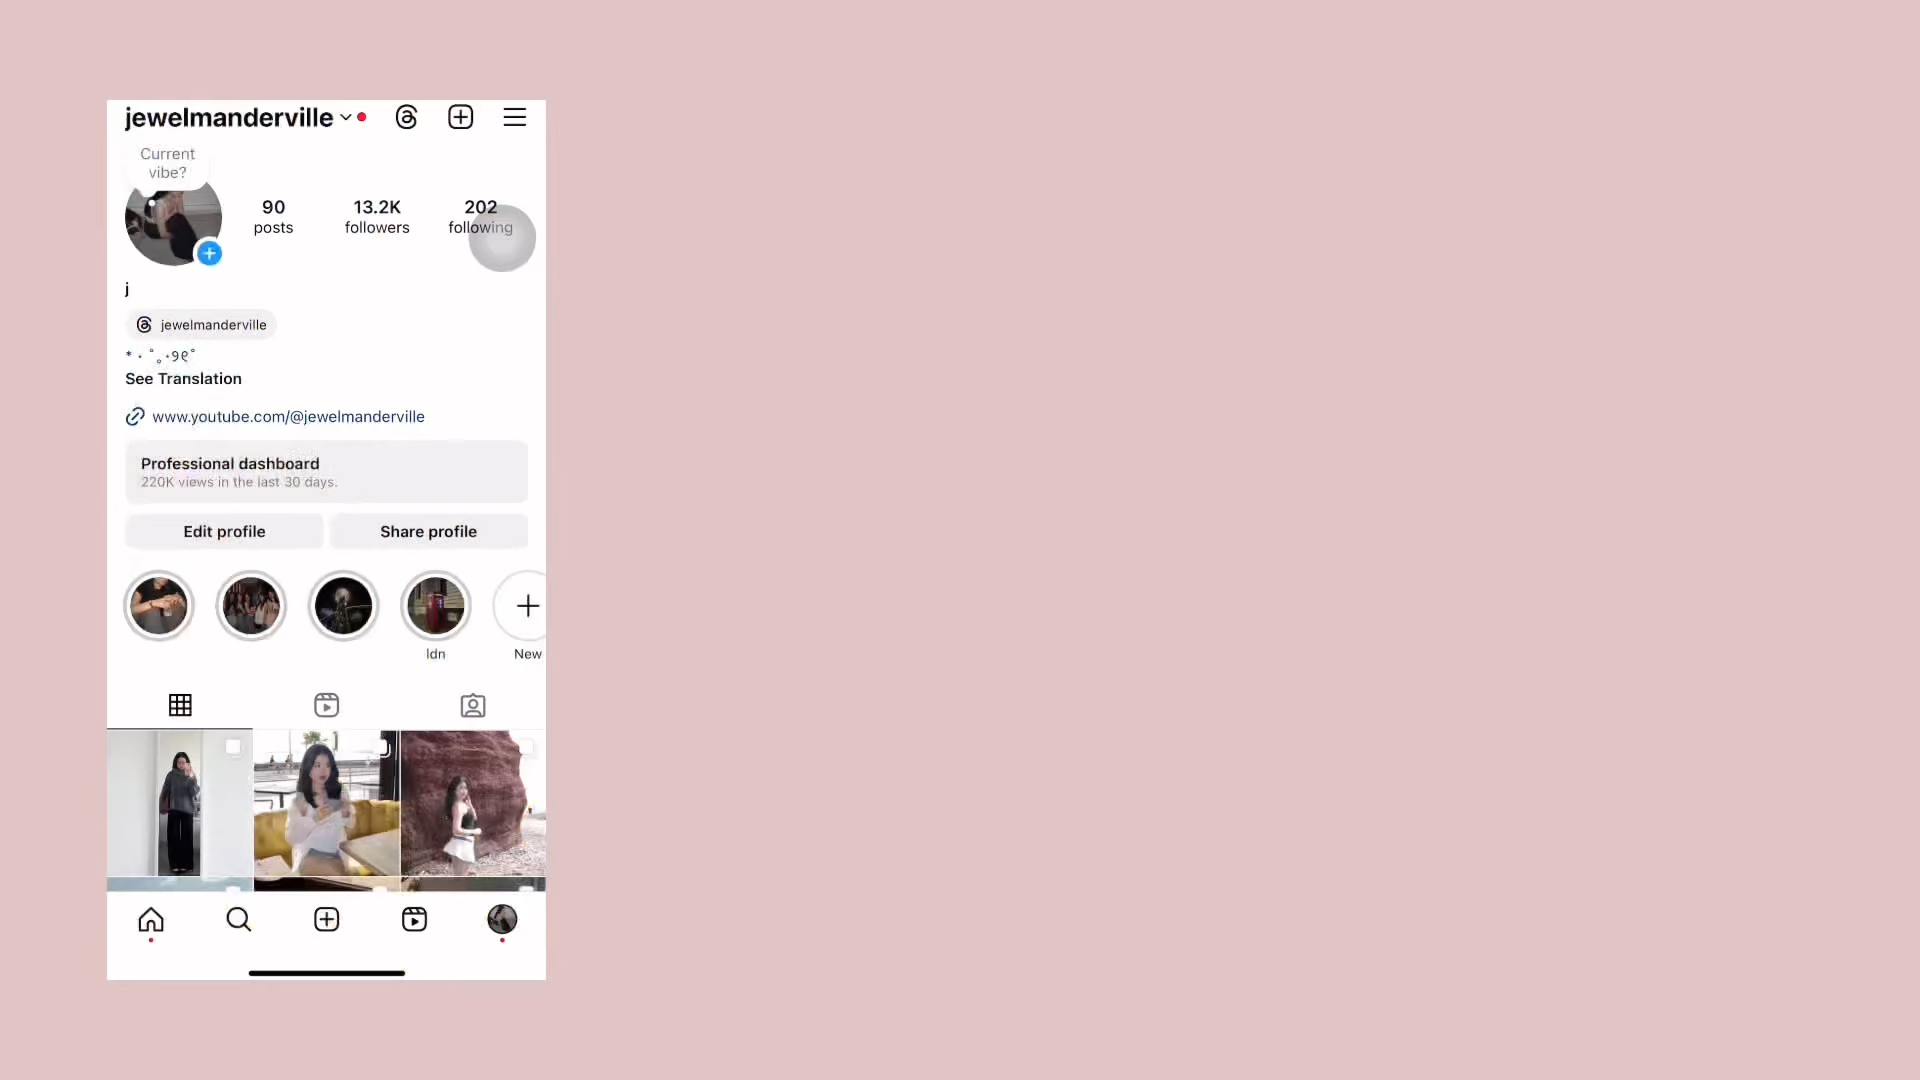 jewelmanderville
Current
vibe?
90 13.2K 202
posts followers following
j
jewelmanderville
* · ˚｡·୨୧˚
See Translation
www.youtube.com/@jewelmanderville
Professional dashboard
220K views in the last 30 days.
Edit profile Share profile
ldn New